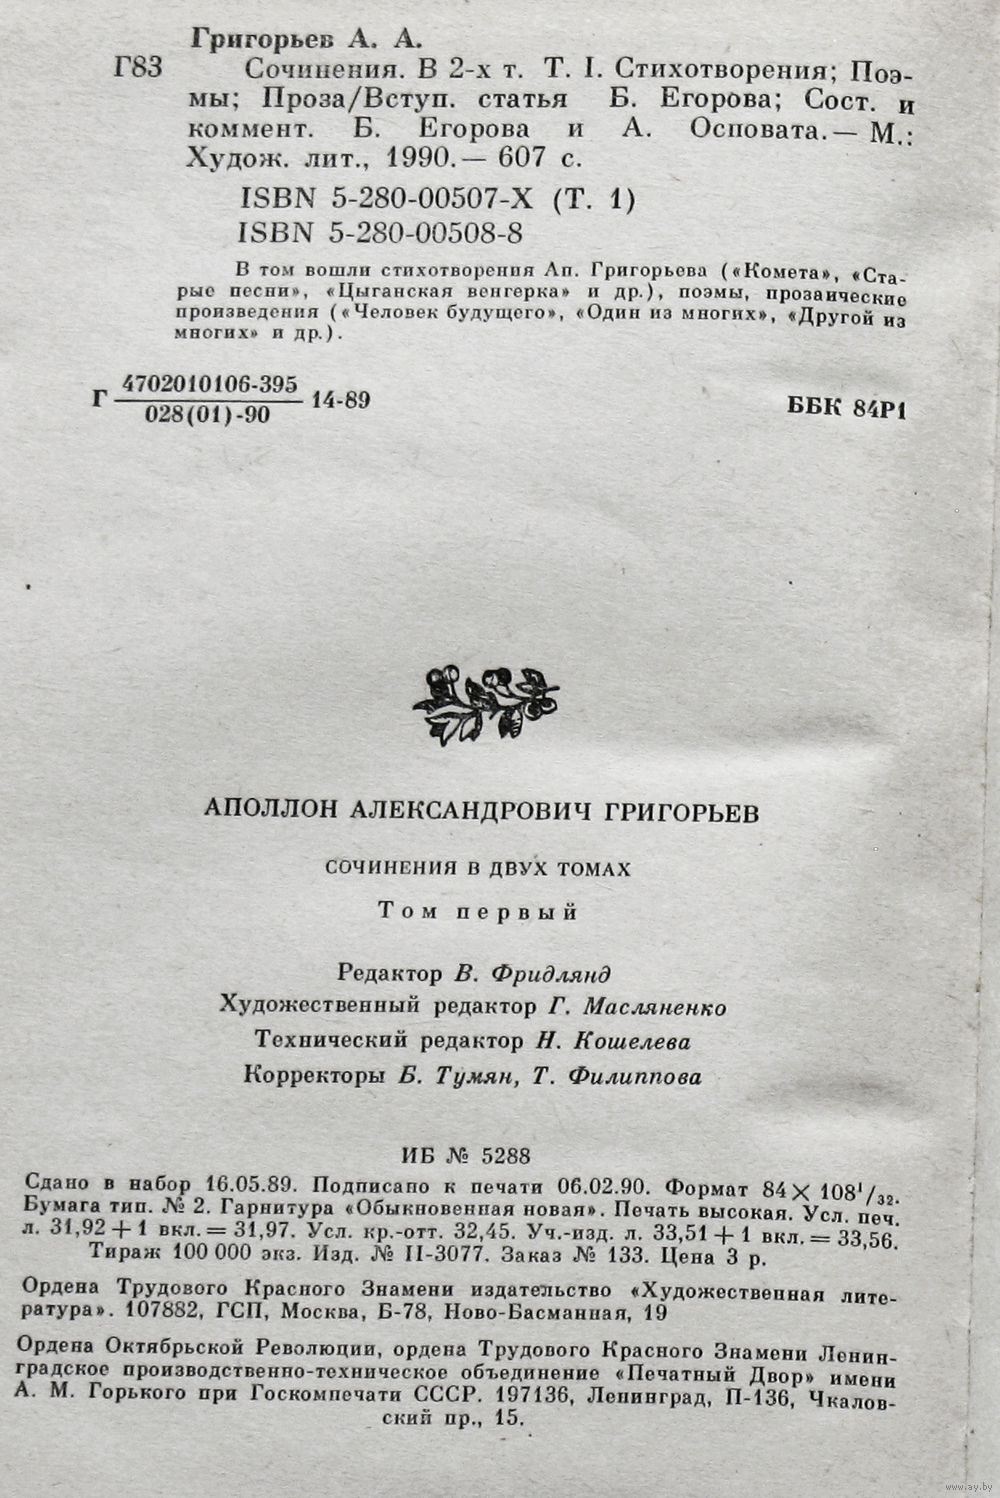 Григорьев А. А.
Г83 Сочинения. В 2-х т. Т. I. Стихотворения; Поэ-
мы; Проза/Вступ. статья Б. Егорова; Сост. и
коммент. Б. Егорова и А. Осповата.— М.:
Худож. лит., 1990.— 607 с.
ISBN 5-280-00507-X (Т. 1)
ISBN 5-280-00508-8
В том вошли стихотворения Ап. Григорьева («Комета», «Ста-
рые песни», «Цыганская венгерка» и др.), поэмы, прозаические
произведения («Человек будущего», «Один из многих», «Другой из
многих» и др.).
Г 4702010106-395 14-89
028(01)-90
ББК 84Р1
АПОЛЛОН АЛЕКСАНДРОВИЧ ГРИГОРЬЕВ
СОЧИНЕНИЯ В ДВУХ ТОМАХ
Том первый
Редактор В. Фридлянд
Художественный редактор Г. Масляненко
Технический редактор Н. Кошелева
Корректоры Б. Тумян, Т. Филиппова
ИБ № 5288
Сдано в набор 16.05.89. Подписано к печати 06.02.90. Формат 84×108¹/₃₂.
Бумага тип. № 2. Гарнитура «Обыкновенная новая». Печать высокая. Усл. печ.
л. 31,92+1 вкл.=31,97. Усл. кр.-отт. 32,45. Уч.-изд. л. 33,51+1 вкл.=33,56.
Тираж 100 000 экз. Изд. № II-3077. Заказ № 133. Цена 3 р.
Ордена Трудового Красного Знамени издательство «Художественная лите-
ратура». 107882, ГСП, Москва, Б-78, Ново-Басманная, 19
Ордена Октябрьской Революции, ордена Трудового Красного Знамени Ленин-
градское производственно-техническое объединение «Печатный Двор» имени
А. М. Горького при Госкомпечати СССР. 197136, Ленинград, П-136, Чкалов-
ский пр., 15.
www.ay.by